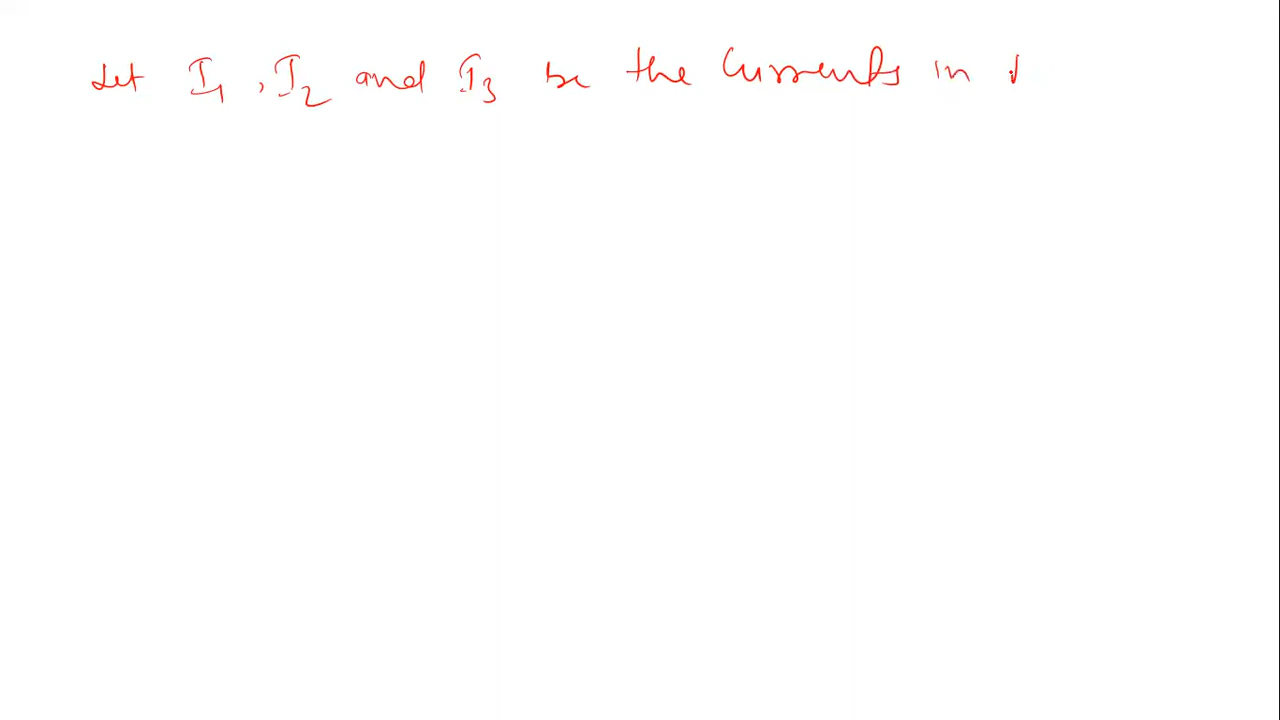 Let I1, I2 and I3 be the Currents in